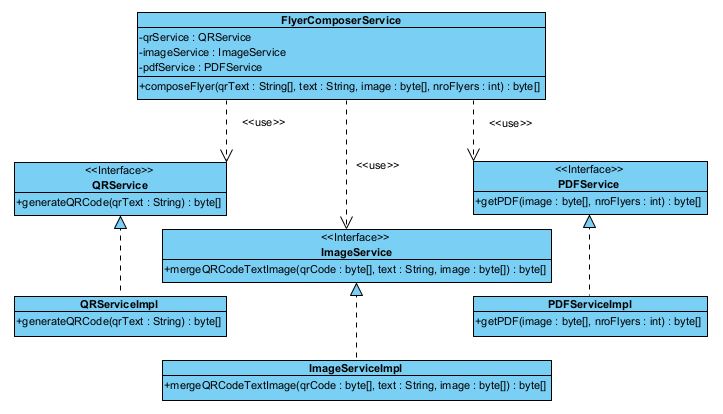 FlyerComposerService
-qrService : QRService
-imageService : ImageService
-pdfService : PDFService
+composeFlyer(qrText : String[], text : String, image : byte[], nroFlyers : int) : byte[]
<<use>>
<<use>>
<<use>>
<<Interface>>
QRService
+generateQRCode(qrText : String) : byte[]
<<Interface>>
PDFService
+getPDF(image : byte[], nroFlyers : int) : byte[]
<<Interface>>
ImageService
+mergeQRCodeTextImage(qrCode : byte[], text : String, image : byte[]) : byte[]
QRServiceImpl
+generateQRCode(qrText : String) : byte[]
PDFServiceImpl
+getPDF(image : byte[], nroFlyers : int) : byte[]
ImageServiceImpl
+mergeQRCodeTextImage(qrCode : byte[], text : String, image : byte[]) : byte[]